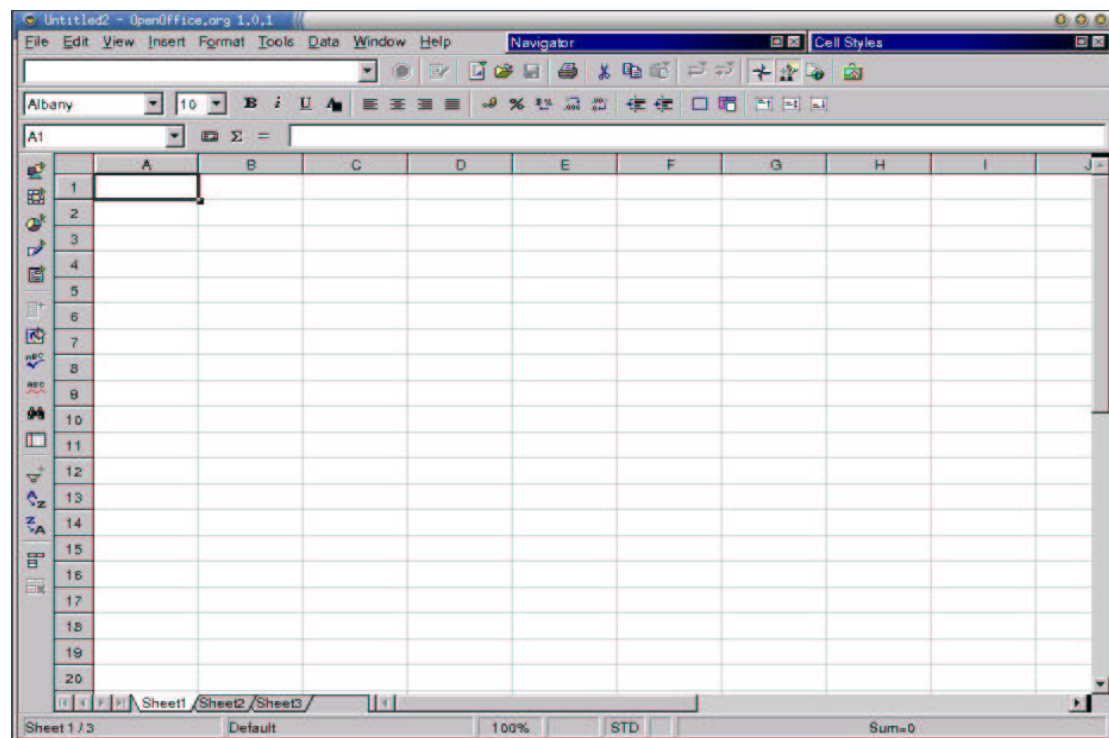 Untitled2 - OpenOffice.org 1.0.1
File Edit View Insert Format Tools Data Window Help
Navigator
Cell Styles
Albany 10 B i U A
A1 Σ =
A B C D E F G H I J
1
2
3
4
5
6
7
8
9
10
11
12
13
14
15
16
17
18
19
20
Sheet1 Sheet2 Sheet3
Sheet 1 / 3 Default 100% STD Sum=0